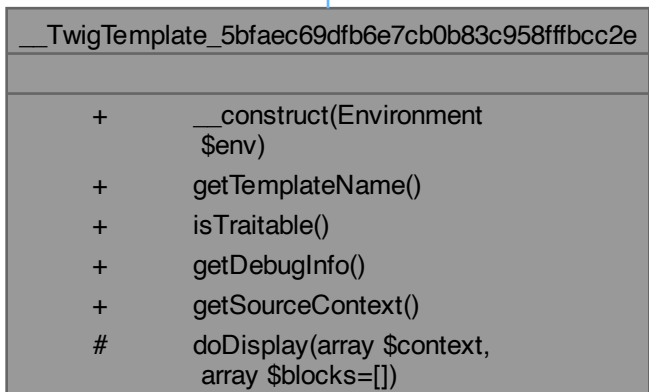 __TwigTemplate_5bfaec69dfb6e7cb0b83c958fffbcc2e
+ __construct(Environment
$env)
+ getTemplateName()
+ isTraitable()
+ getDebugInfo()
+ getSourceContext()
# doDisplay(array $context,
array $blocks=[])